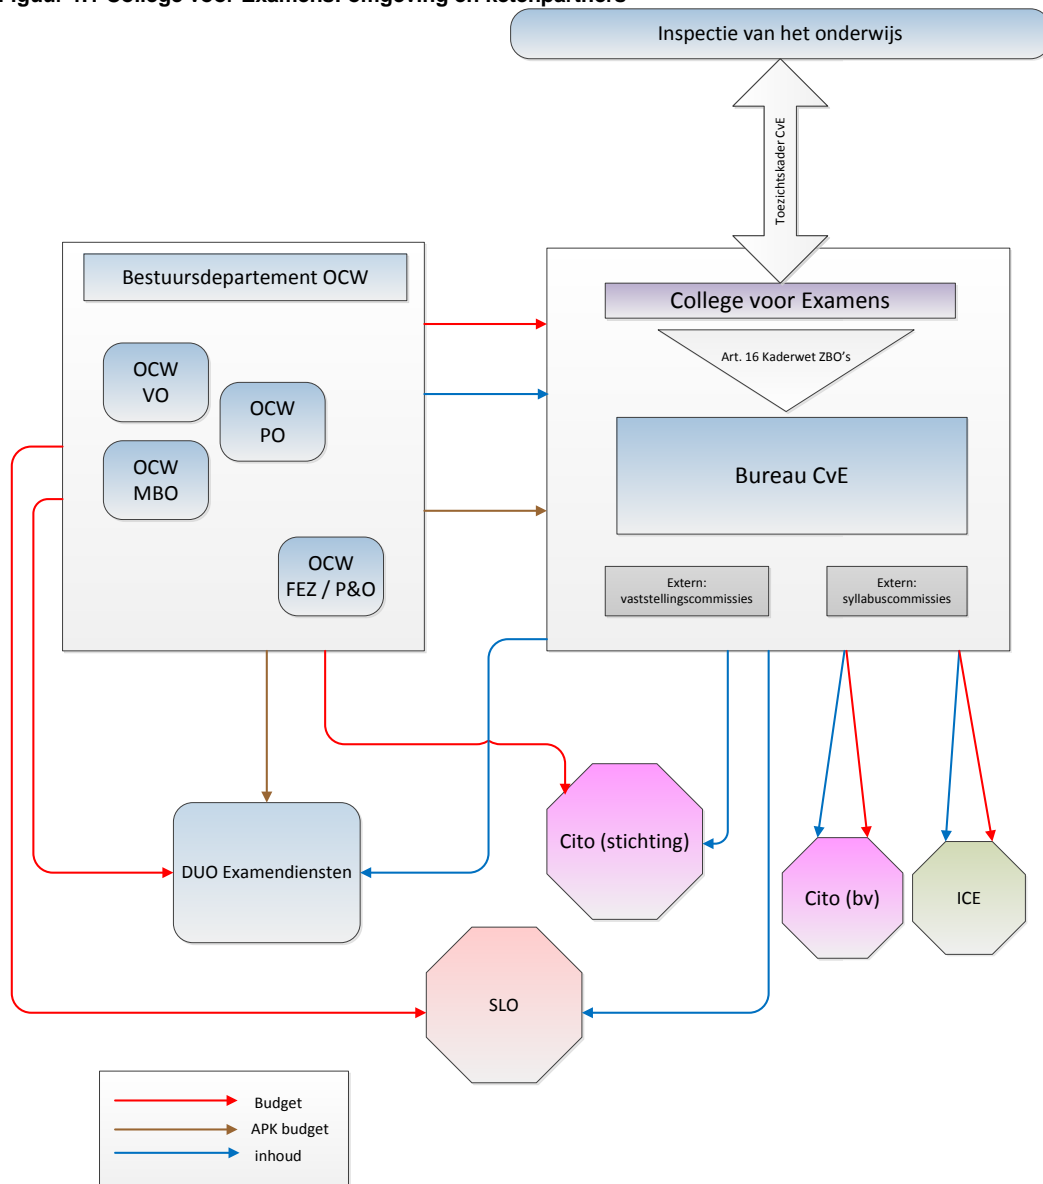 Figuur 4.1 College voor Examens: omgeving en ketenpartners
Inspectie van het onderwijs
Toezichtskader CvE
Bestuursdepartement OCW
OCW
VO
OCW
PO
OCW
MBO
OCW
FEZ / P&O
College voor Examens
Art. 16 Kaderwet ZBO's
Bureau CvE
Extern:
vaststellingscommissies
Extern:
syllabuscommissies
Cito (stichting)
DUO Examendiensten
Cito (bv)
ICE
SLO
Budget
APK budget
inhoud